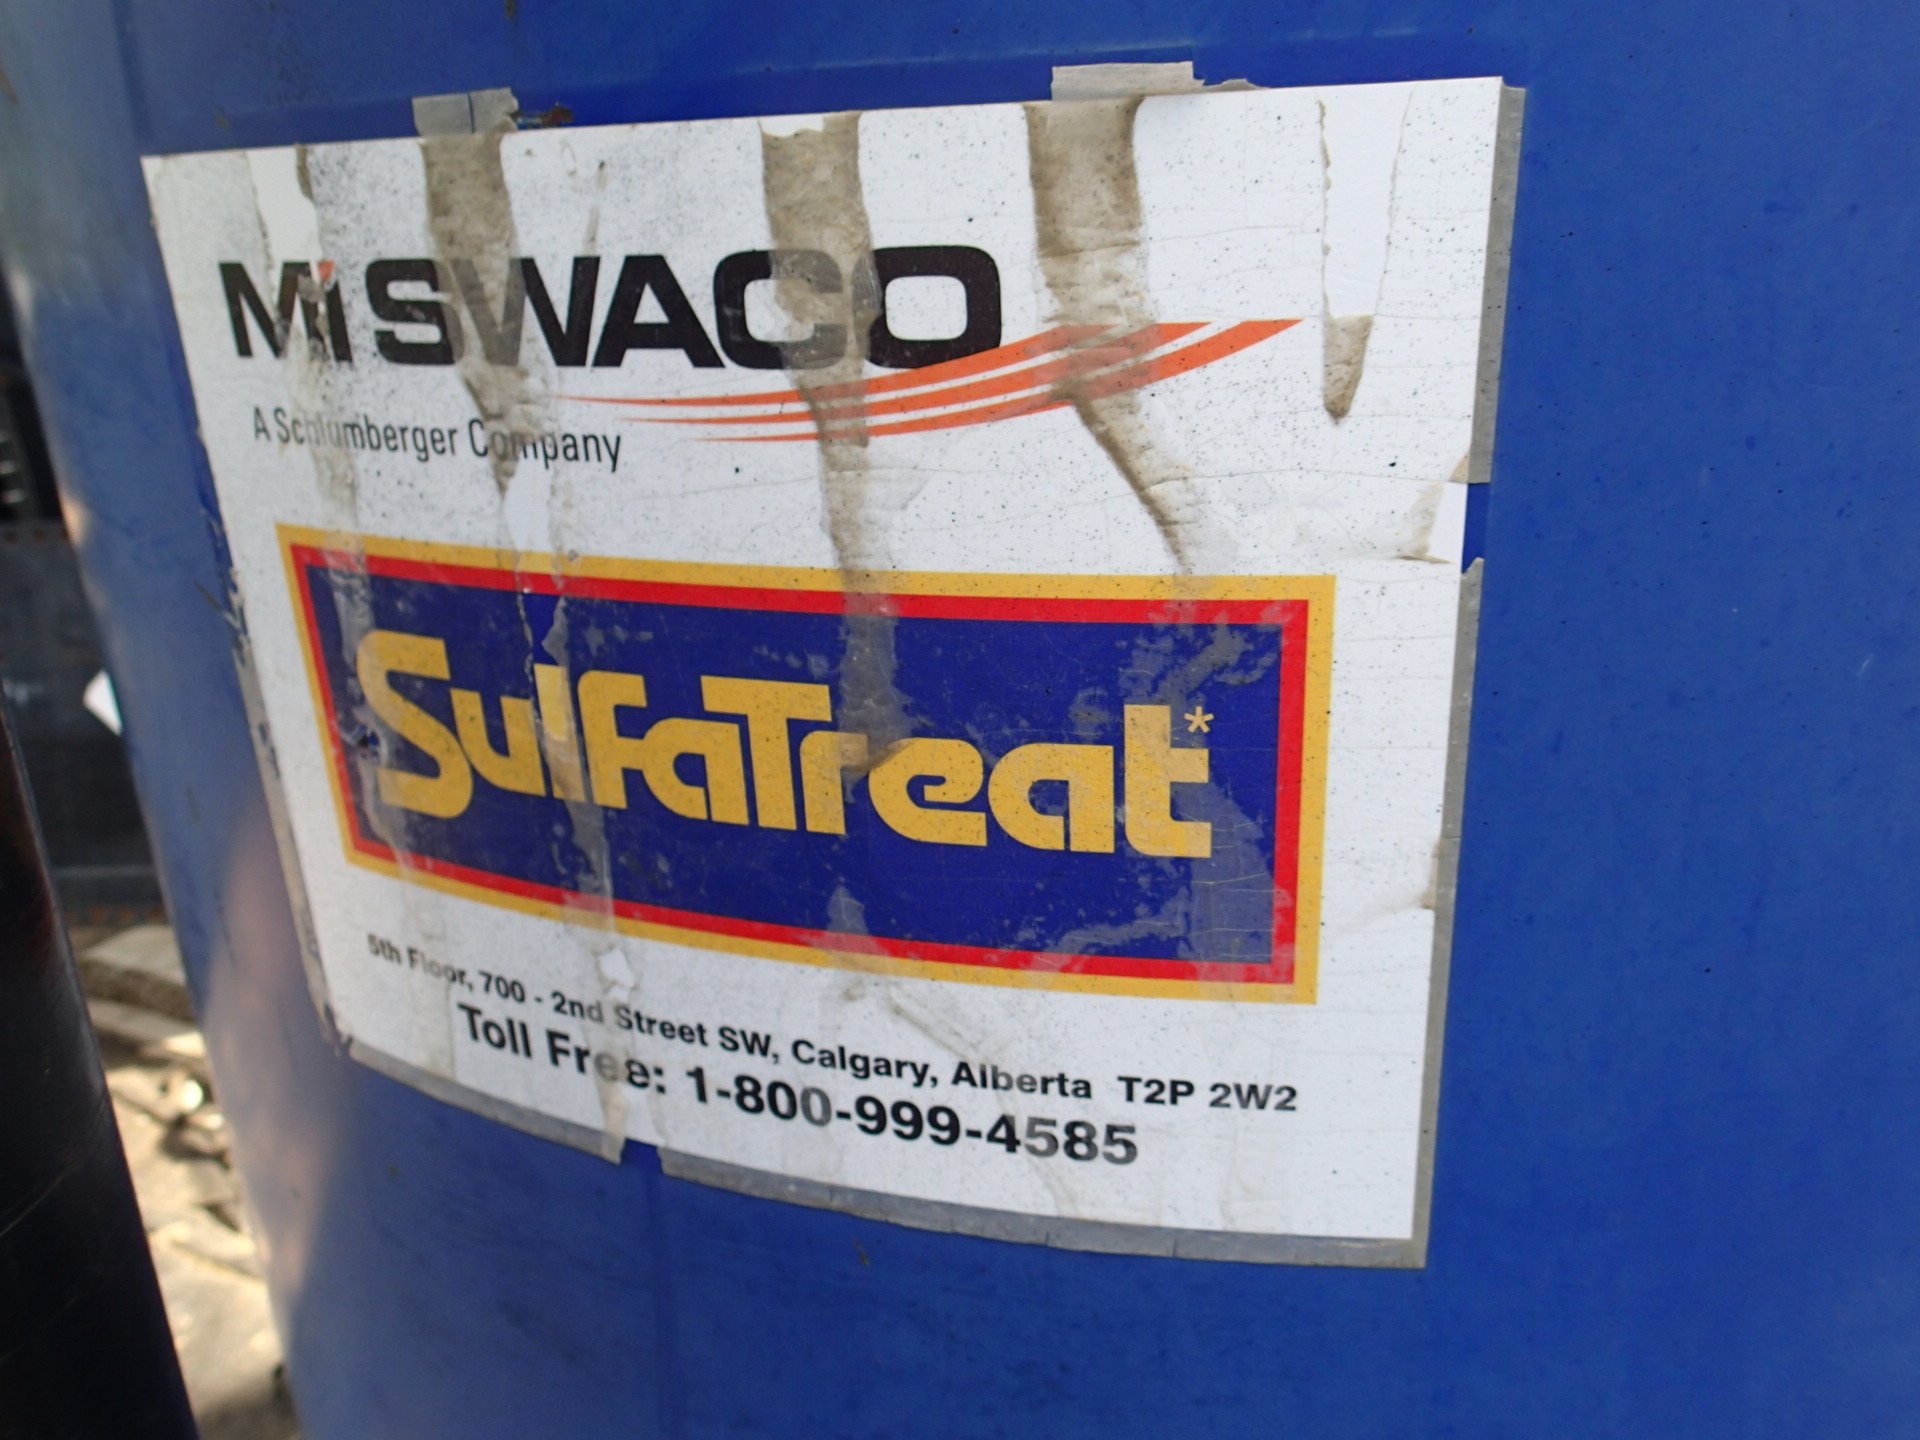 Mi SWACO
A Schlumberger Company
SulfaTreat*
5th Floor, 700 - 2nd Street SW, Calgary, Alberta T2P 2W2
Toll Free: 1-800-999-4585